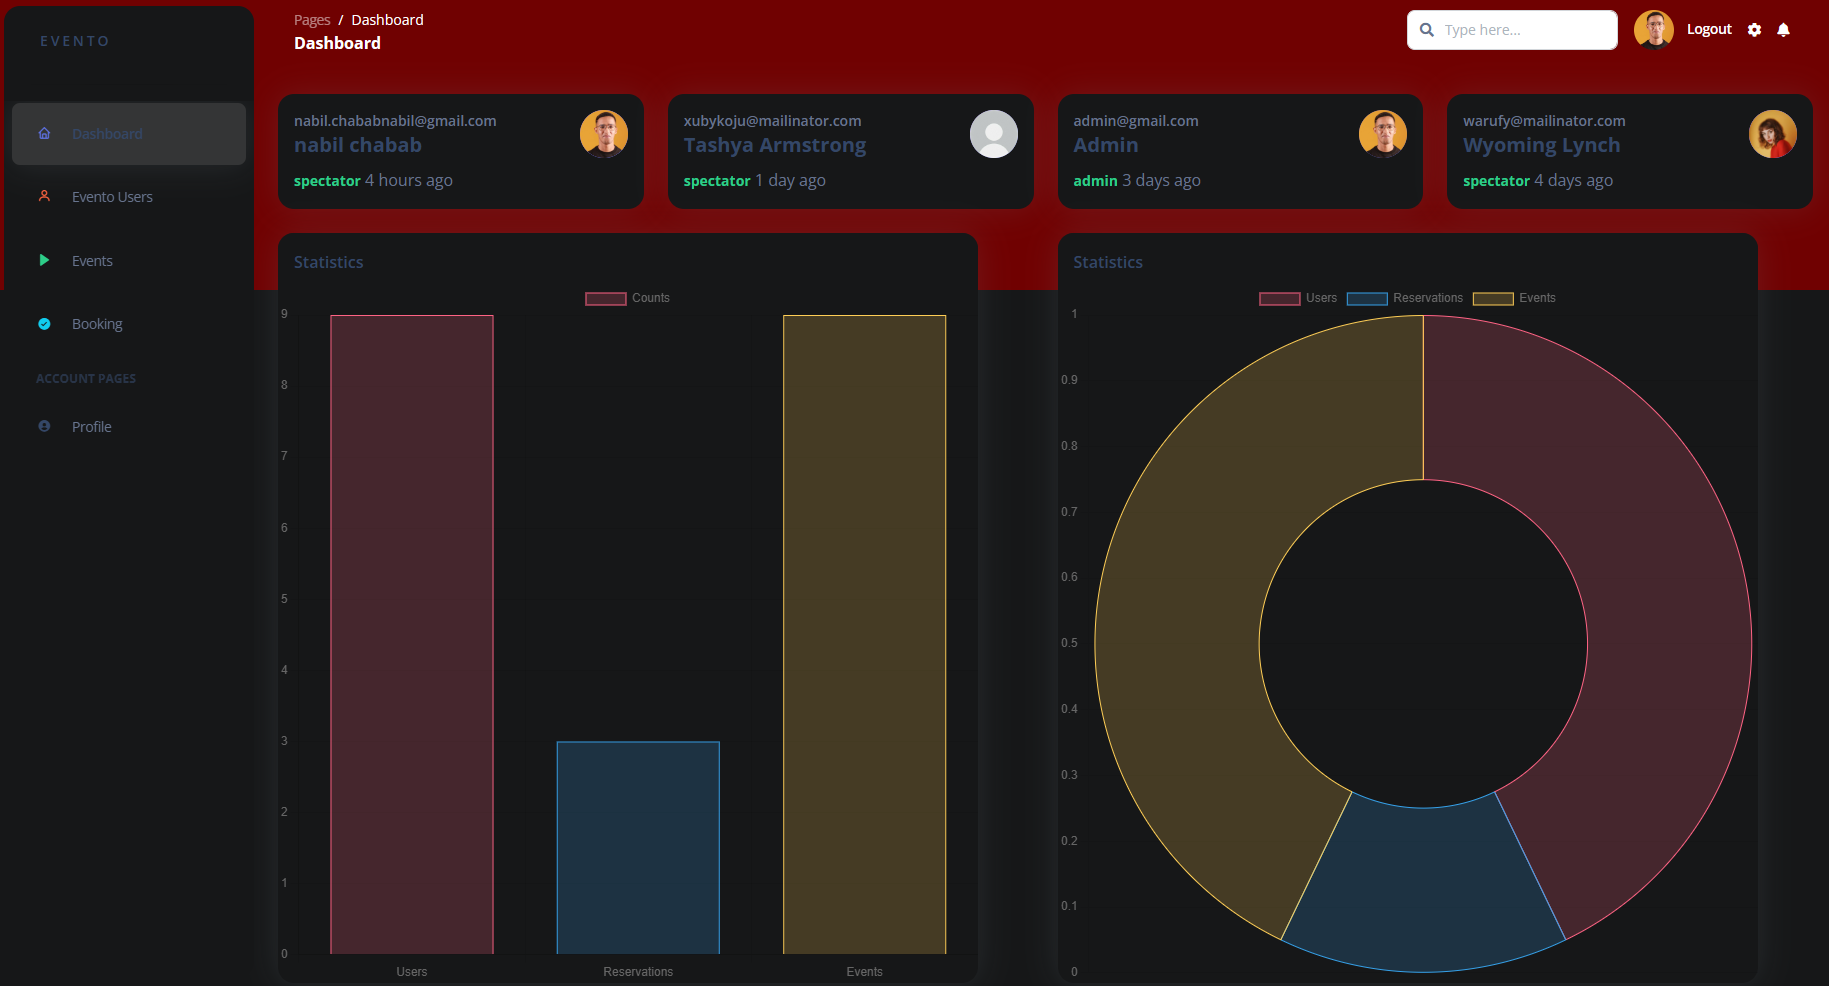 EVENTO
Dashboard
Evento Users
Events
Booking
ACCOUNT PAGES
Profile
Pages / Dashboard
Dashboard
Type here...
Logout
nabil.chababnabil@gmail.com
nabil chabab
spectator 4 hours ago
xubykoju@mailinator.com
Tashya Armstrong
spectator 1 day ago
admin@gmail.com
Admin
admin 3 days ago
warufy@mailinator.com
Wyoming Lynch
spectator 4 days ago
Statistics
Counts
9
8
7
6
5
4
3
2
1
0
Users Reservations Events
Statistics
Users Reservations Events
1
0.9
0.8
0.7
0.6
0.5
0.4
0.3
0.2
0.1
0